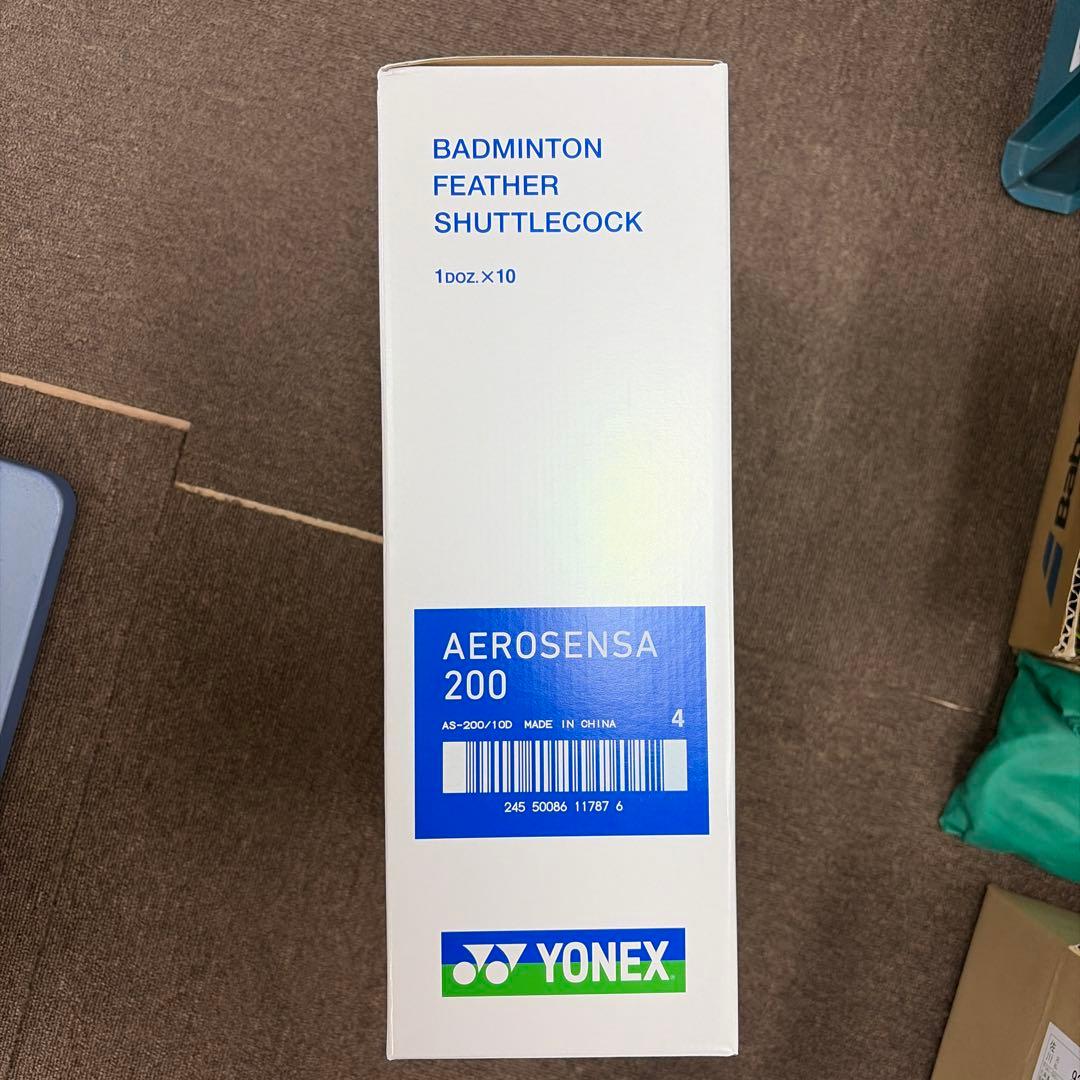 BADMINTON
FEATHER
SHUTTLECOCK
1DOZ.×10
AEROSENSA
200
AS-200/10D MADE IN CHINA 4
245 50086 11787 6
YONEX
Bab